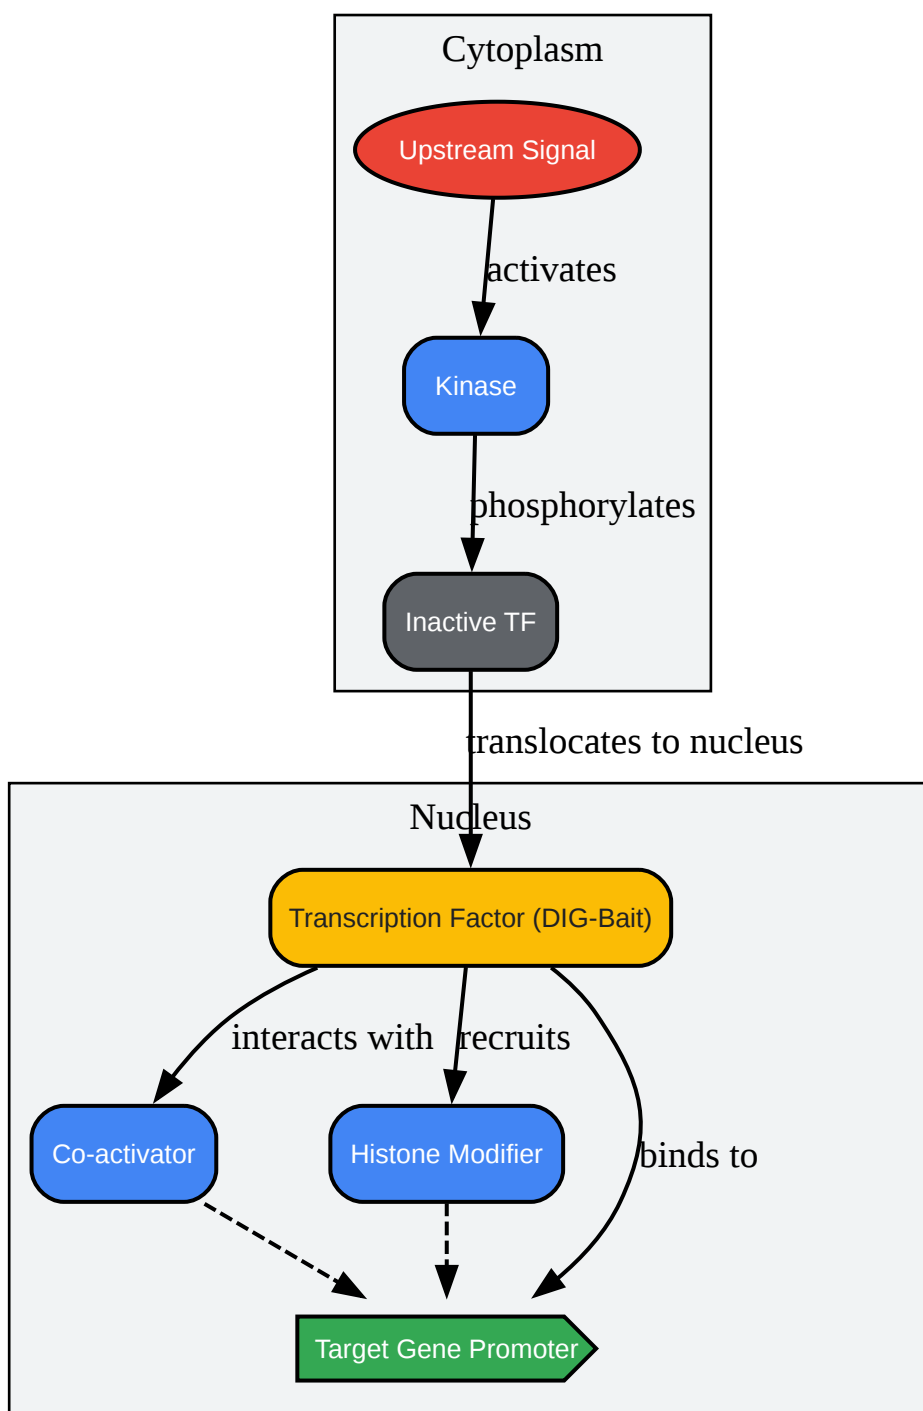 Cytoplasm
Upstream Signal
activates
Kinase
phosphorylates
Inactive TF
translocates to nucleus
Nucleus
Transcription Factor (DIG-Bait)
interacts with
recruits
Co-activator
Histone Modifier
binds to
Target Gene Promoter